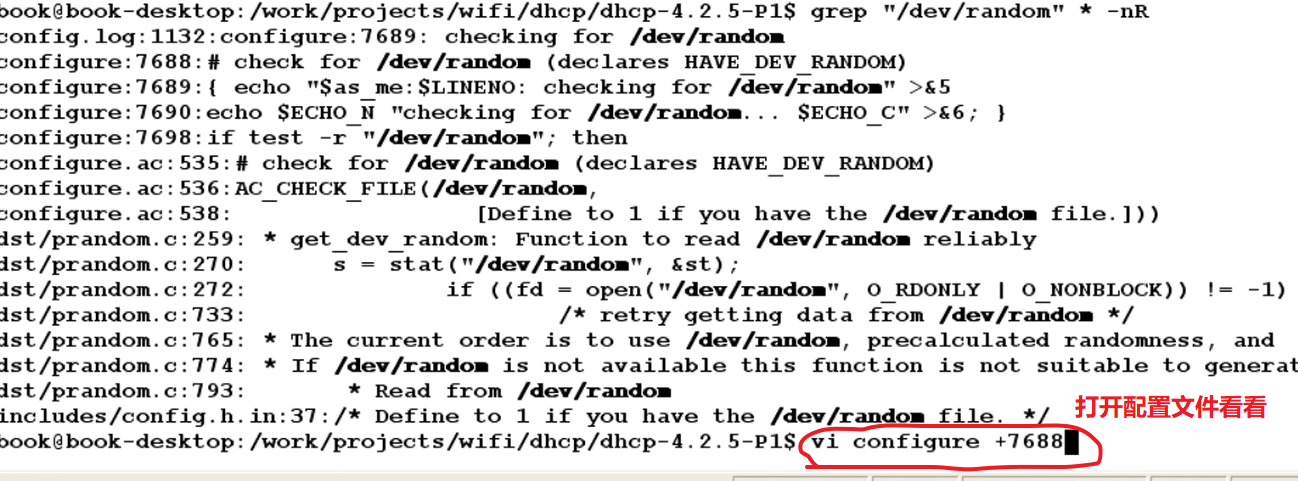 book@book-desktop:/work/projects/wifi/dhcp/dhcp-4.2.5-P1$ grep "/dev/random" * -nR
config.log:1132:configure:7689: checking for /dev/random
configure:7688:# check for /dev/random (declares HAVE_DEV_RANDOM)
configure:7689:{ echo "$as_me:$LINENO: checking for /dev/random" >&5
configure:7690:echo $ECHO_N "checking for /dev/random... $ECHO_C" >&6; }
configure:7698:if test -r "/dev/random"; then
configure.ac:535:# check for /dev/random (declares HAVE_DEV_RANDOM)
configure.ac:536:AC_CHECK_FILE(/dev/random,
configure.ac:538: [Define to 1 if you have the /dev/random file.]))
dst/prandom.c:259: * get_dev_random: Function to read /dev/random reliably
dst/prandom.c:270: s = stat("/dev/random", &st);
dst/prandom.c:272: if ((fd = open("/dev/random", O_RDONLY | O_NONBLOCK)) != -1)
dst/prandom.c:733: /* retry getting data from /dev/random */
dst/prandom.c:765: * The current order is to use /dev/random, precalculated randomness, and
dst/prandom.c:774: * If /dev/random is not available this function is not suitable to generat
dst/prandom.c:793: * Read from /dev/random
includes/config.h.in:37:/* Define to 1 if you have the /dev/random file. */
打开配置文件看看
book@book-desktop:/work/projects/wifi/dhcp/dhcp-4.2.5-P1$ vi configure +7688